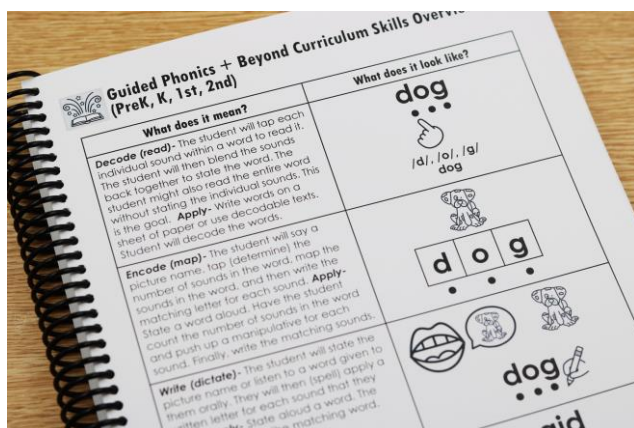 Guided Phonics + Beyond Curriculum Skills
(PreK, K, 1st, 2nd)
What does it mean?
What does it look like?
Decode (read)- The student will tap each
individual sound within a word to read it.
The student will then blend the sounds
back together to state the word. The
student might also read the entire word
without stating the individual sounds. This
is the goal. Apply- Write words on a
sheet of paper or use decodable texts.
Student will decode the words.
dog
/d/, /o/, /g/
dog
Encode (map)- The student will say a
picture name, tap (determine) the
number of sounds in the word, map the
sounds in the word, and then write the
matching letter for each sound. Apply-
State a word aloud. Have the student
count the number of sounds in the word
and push up a manipulative for each
sound. Finally, write the matching sounds.
d o g
Write (dictate)- The student will state the
picture name or listen to a word given to
them orally. They will then (spell) apply a
written letter for each sound that they
State aloud a word. The
the matching word.
dog